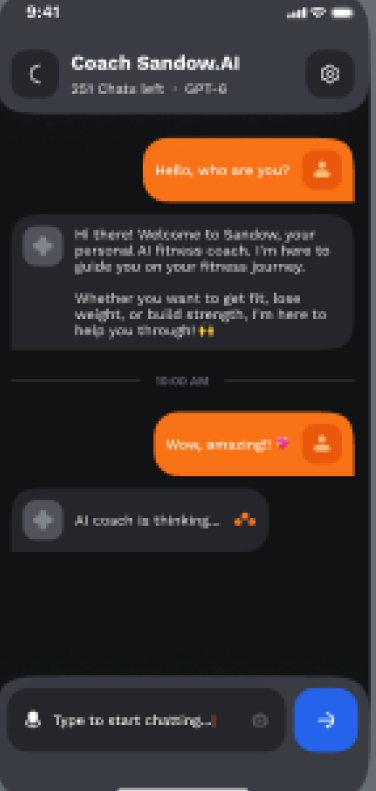 9:41
Coach Sandow.AI
251 Chats left • GPT-6
Hello, who are you?
Hi there! Welcome to Sandow, your
personal AI fitness coach. I'm here to
guide you on your fitness journey.
Whether you want to get fit, lose
weight, or build strength, I'm here to
help you through! 🙌
10:00 AM
Wow, amazing!! 💖
AI coach is thinking...
Type to start chatting...